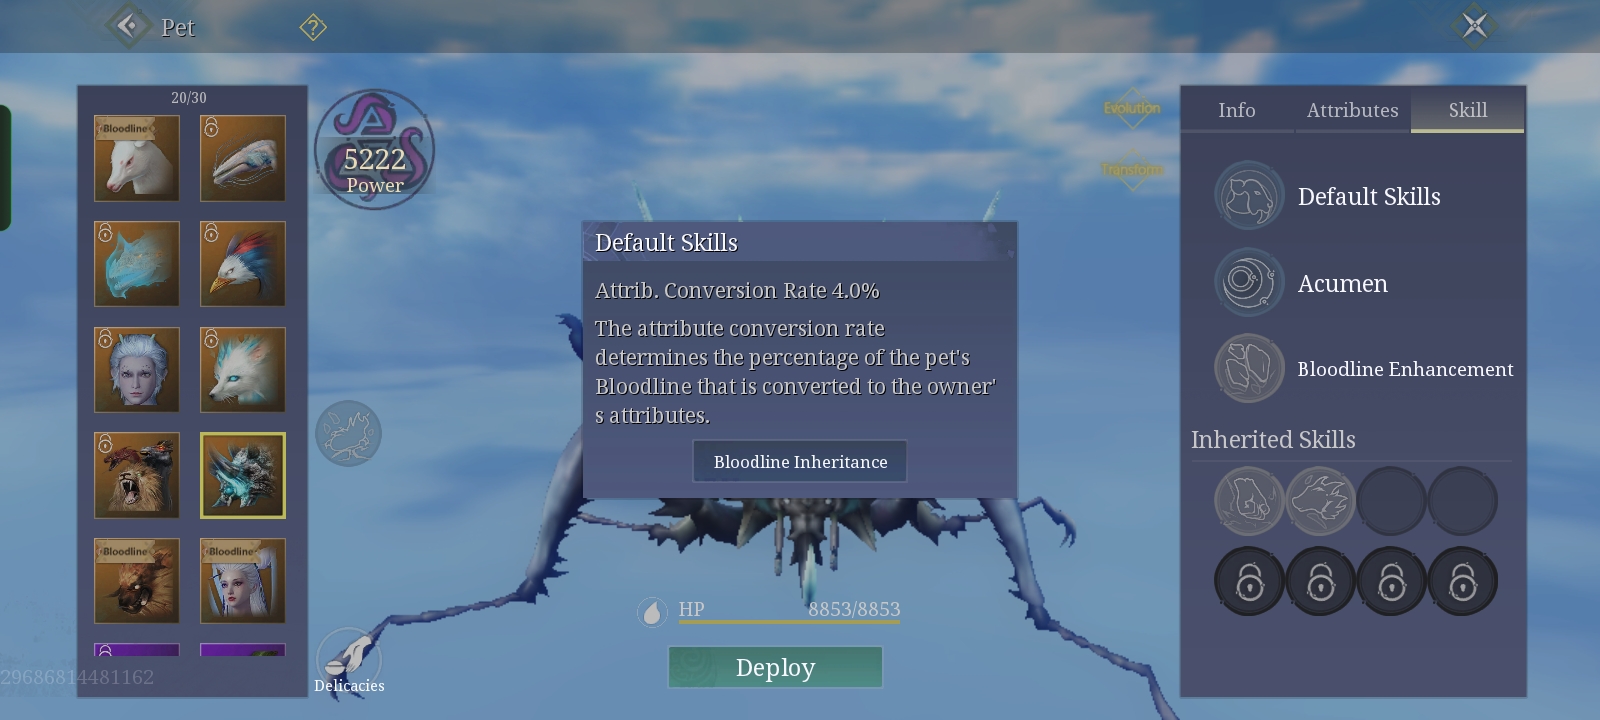 Pet
?
20/30
Bloodline
5222
Power
Evolution
Transform
Bloodline
Bloodline
Default Skills
Attrib. Conversion Rate 4.0%
The attribute conversion rate
determines the percentage of the pet's
Bloodline that is converted to the owner'
s attributes.
Bloodline Inheritance
HP
8853/8853
Deploy
Delicacies
29686814481162
Info
Attributes
Skill
Default Skills
Acumen
Bloodline Enhancement
Inherited Skills